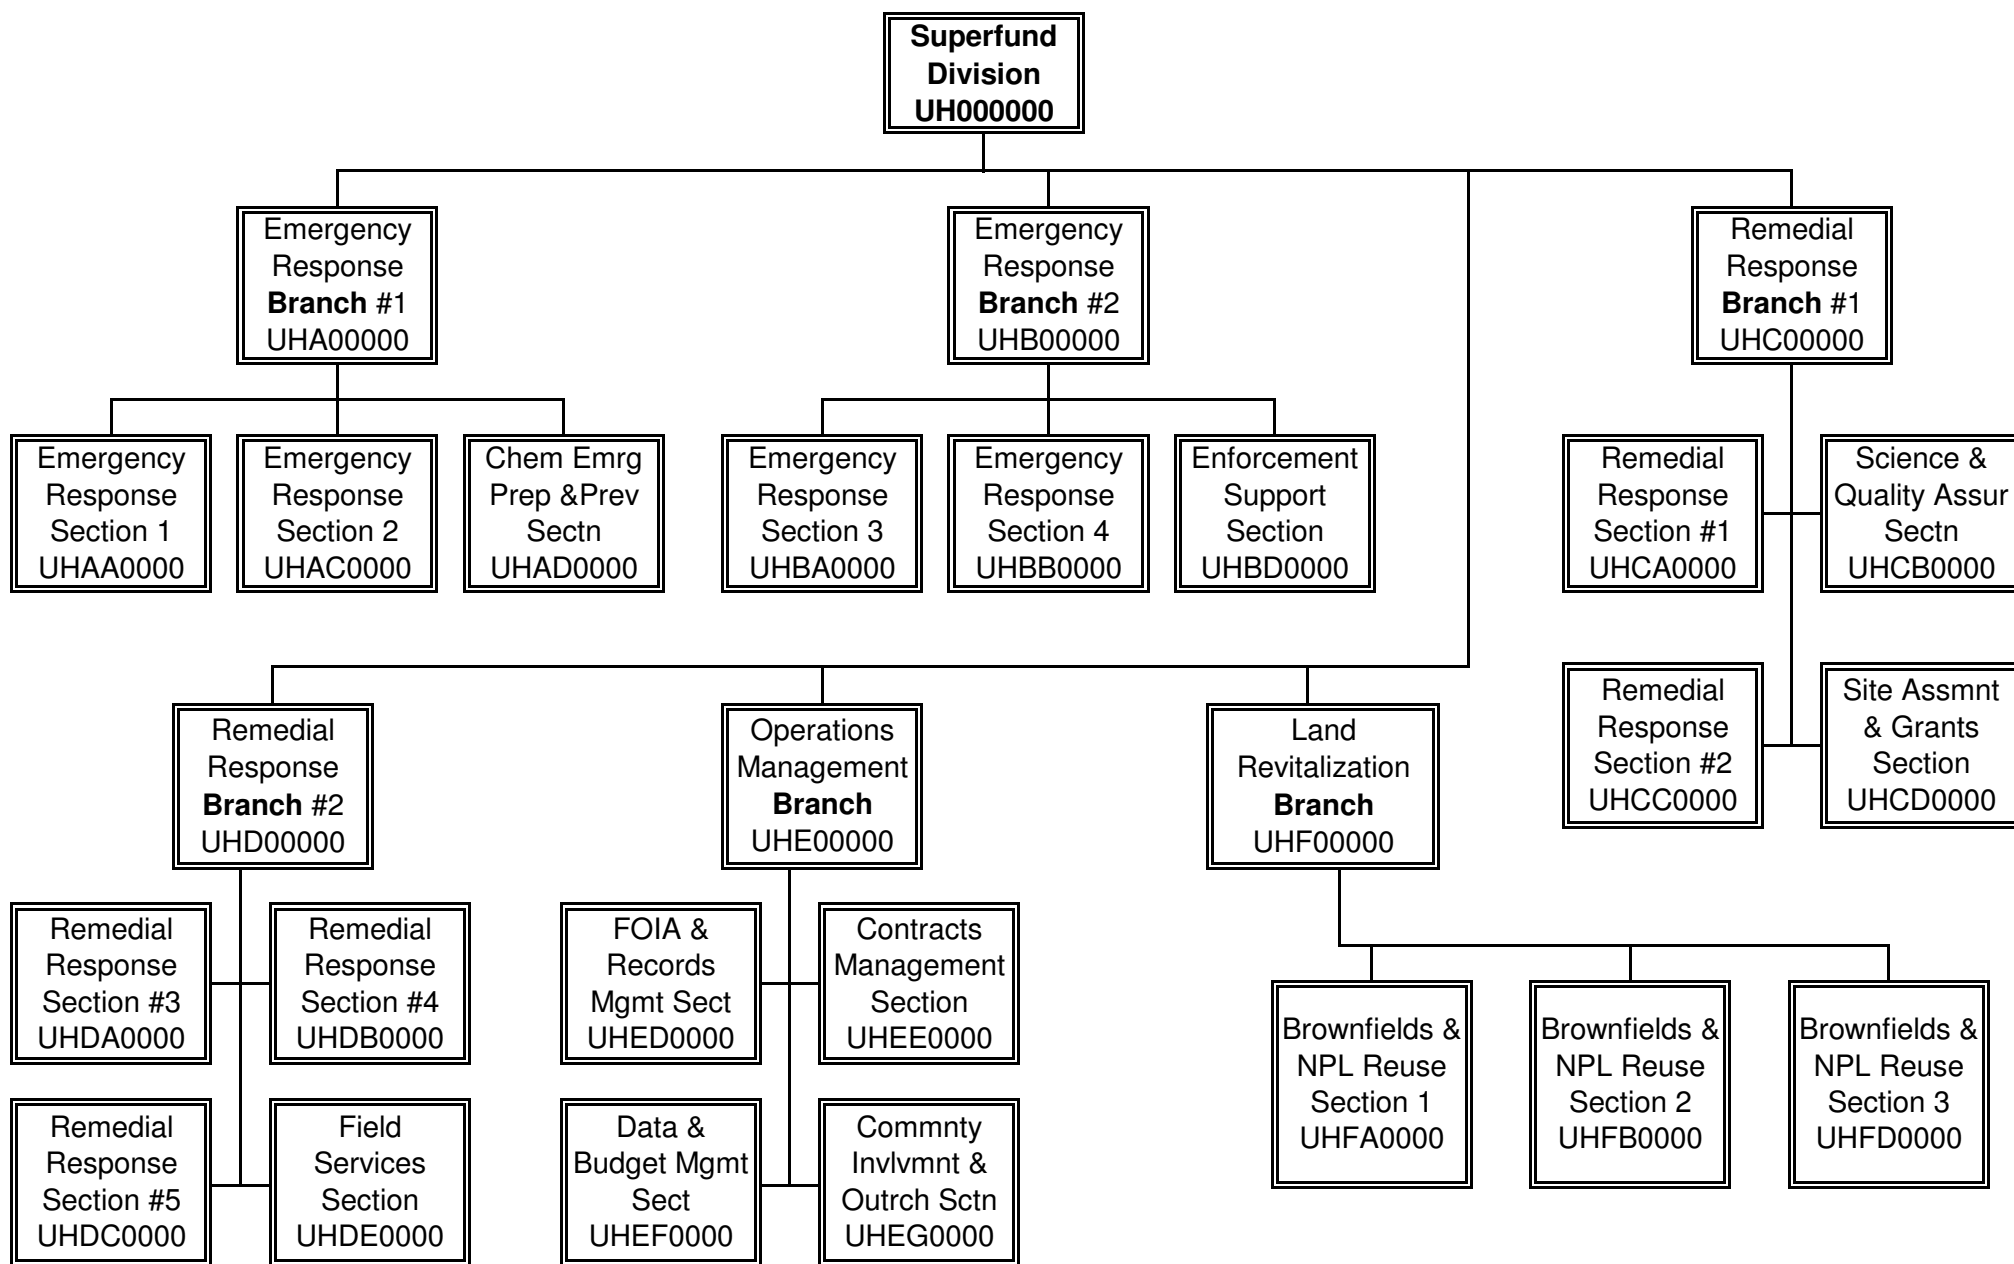 Superfund
Division
UH000000
Emergency
Response
Branch #1
UHA00000
Emergency
Response
Branch #2
UHB00000
Remedial
Response
Branch #1
UHC00000
Emergency
Response
Section 1
UHAA0000
Emergency
Response
Section 2
UHAC0000
Chem Emrg
Prep &Prev
Sectn
UHAD0000
Emergency
Response
Section 3
UHBA0000
Emergency
Response
Section 4
UHBB0000
Enforcement
Support
Section
UHBD0000
Remedial
Response
Section #1
UHCA0000
Science &
Quality Assur
Sectn
UHCB0000
Remedial
Response
Section #2
UHCC0000
Site Assmnt
& Grants
Section
UHCD0000
Remedial
Response
Branch #2
UHD00000
Operations
Management
Branch
UHE00000
Land
Revitalization
Branch
UHF00000
Remedial
Response
Section #3
UHDA0000
Remedial
Response
Section #4
UHDB0000
FOIA &
Records
Mgmt Sect
UHED0000
Contracts
Management
Section
UHEE0000
Brownfields &
NPL Reuse
Section 1
UHFA0000
Brownfields &
NPL Reuse
Section 2
UHFB0000
Brownfields &
NPL Reuse
Section 3
UHFD0000
Remedial
Response
Section #5
UHDC0000
Field
Services
Section
UHDE0000
Data &
Budget Mgmt
Sect
UHEF0000
Commnty
Invlvmnt &
Outrch Sctn
UHEG0000